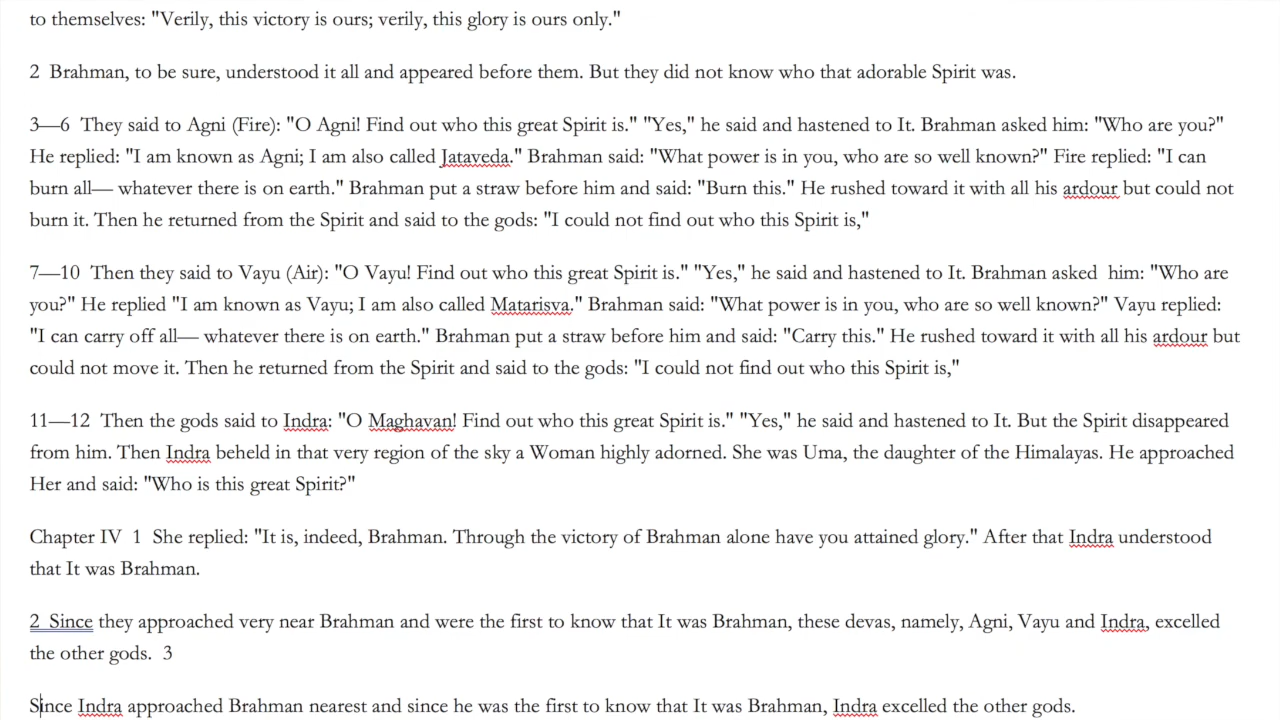 to themselves: "Verily, this victory is ours; verily, this glory is ours only."
2  Brahman, to be sure, understood it all and appeared before them. But they did not know who that adorable Spirit was.
3—6  They said to Agni (Fire): "O Agni! Find out who this great Spirit is." "Yes," he said and hastened to It. Brahman asked him: "Who are you?"
He replied: "I am known as Agni; I am also called Jataveda." Brahman said: "What power is in you, who are so well known?" Fire replied: "I can
burn all— whatever there is on earth." Brahman put a straw before him and said: "Burn this." He rushed toward it with all his ardour but could not
burn it. Then he returned from the Spirit and said to the gods: "I could not find out who this Spirit is,"
7—10  Then they said to Vayu (Air): "O Vayu! Find out who this great Spirit is." "Yes," he said and hastened to It. Brahman asked  him: "Who are
you?" He replied "I am known as Vayu; I am also called Matarisva." Brahman said: "What power is in you, who are so well known?" Vayu replied:
"I can carry off all— whatever there is on earth." Brahman put a straw before him and said: "Carry this." He rushed toward it with all his ardour but
could not move it. Then he returned from the Spirit and said to the gods: "I could not find out who this Spirit is,"
11—12  Then the gods said to Indra: "O Maghavan! Find out who this great Spirit is." "Yes," he said and hastened to It. But the Spirit disappeared
from him. Then Indra beheld in that very region of the sky a Woman highly adorned. She was Uma, the daughter of the Himalayas. He approached
Her and said: "Who is this great Spirit?"
Chapter IV  1  She replied: "It is, indeed, Brahman. Through the victory of Brahman alone have you attained glory." After that Indra understood
that It was Brahman.
2  Since they approached very near Brahman and were the first to know that It was Brahman, these devas, namely, Agni, Vayu and Indra, excelled
the other gods.  3
Since Indra approached Brahman nearest and since he was the first to know that It was Brahman, Indra excelled the other gods.